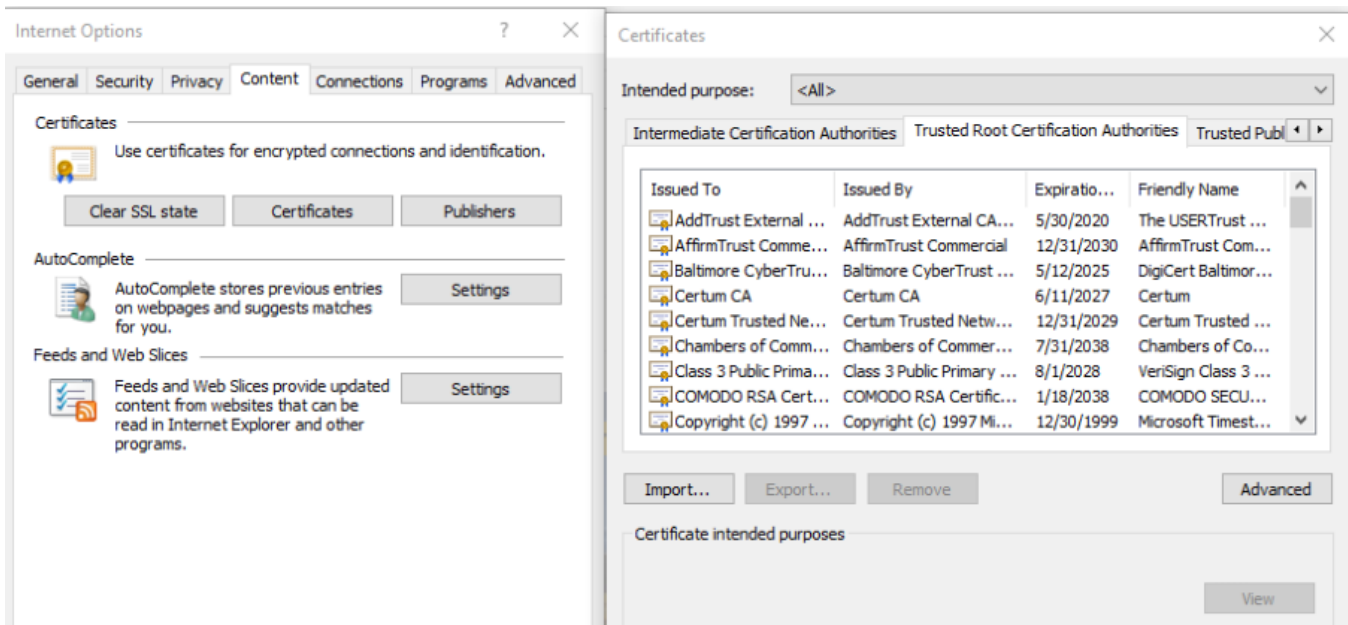 Internet Options ?
General Security Privacy Content Connections Programs Advanced
Certificates
Use certificates for encrypted connections and identification.
Clear SSL state Certificates Publishers
AutoComplete
AutoComplete stores previous entries
on webpages and suggests matches
for you.
Settings
Feeds and Web Slices
Feeds and Web Slices provide updated
content from websites that can be
read in Internet Explorer and other
programs.
Settings
Certificates
Intended purpose: <All>
Intermediate Certification Authorities Trusted Root Certification Authorities Trusted Publ
Issued To Issued By Expiratio... Friendly Name
AddTrust External ... AddTrust External CA... 5/30/2020 The USERTrust ...
AffirmTrust Comme... AffirmTrust Commercial 12/31/2030 AffirmTrust Com...
Baltimore CyberTru... Baltimore CyberTrust ... 5/12/2025 DigiCert Baltimor...
Certum CA Certum CA 6/11/2027 Certum
Certum Trusted Ne... Certum Trusted Netw... 12/31/2029 Certum Trusted ...
Chambers of Comm... Chambers of Commer... 7/31/2038 Chambers of Co...
Class 3 Public Prima... Class 3 Public Primary ... 8/1/2028 VeriSign Class 3 ...
COMODO RSA Cert... COMODO RSA Certific... 1/18/2038 COMODO SECU...
Copyright (c) 1997 ... Copyright (c) 1997 Mi... 12/30/1999 Microsoft Timest...
Import... Export... Remove Advanced
Certificate intended purposes
View